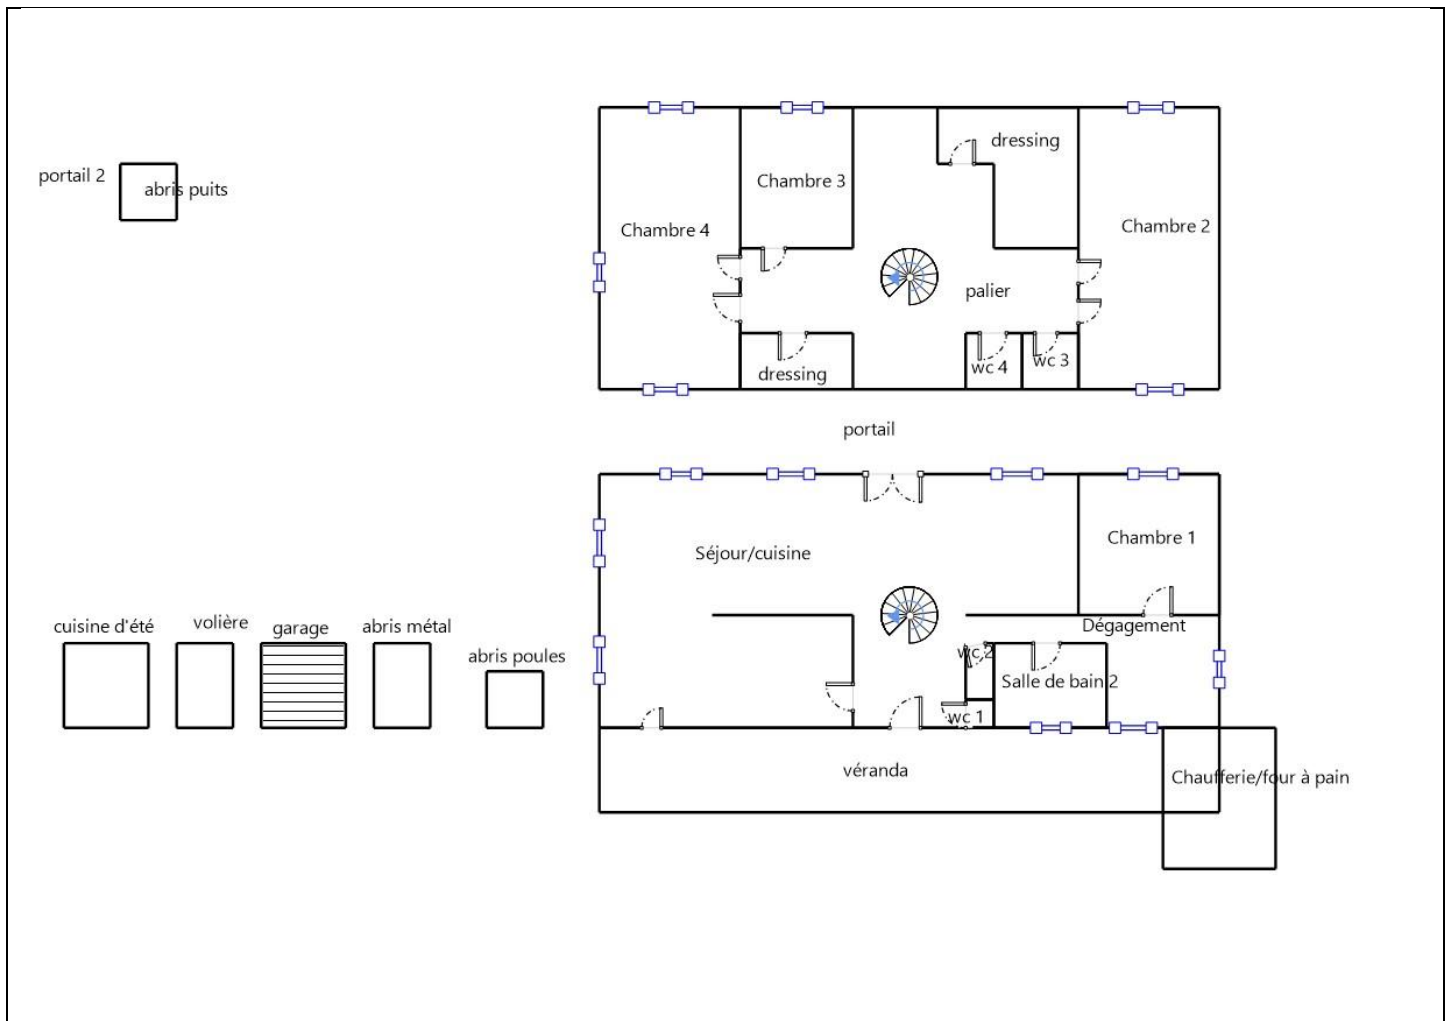 dressing
portail 2
abris puits
Chambre 3
Chambre 4
Chambre 2
palier
wc 4
wc 3
dressing
portail
Séjour/cuisine
Chambre 1
cuisine d'été
volière
garage
abris métal
abris poules
Dégagement
wc 2
Salle de bain 2
wc 1
véranda
Chaufferie/four à pain